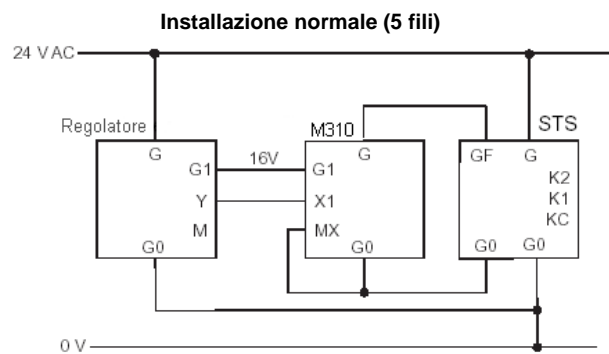 Installazione normale (5 fili)
24 V AC
Regolatore
M310
STS
G
G
GF
G
G1
16V
G1
K2
Y
X1
K1
M
MX
KC
G0
G0
G0
G0
0 V